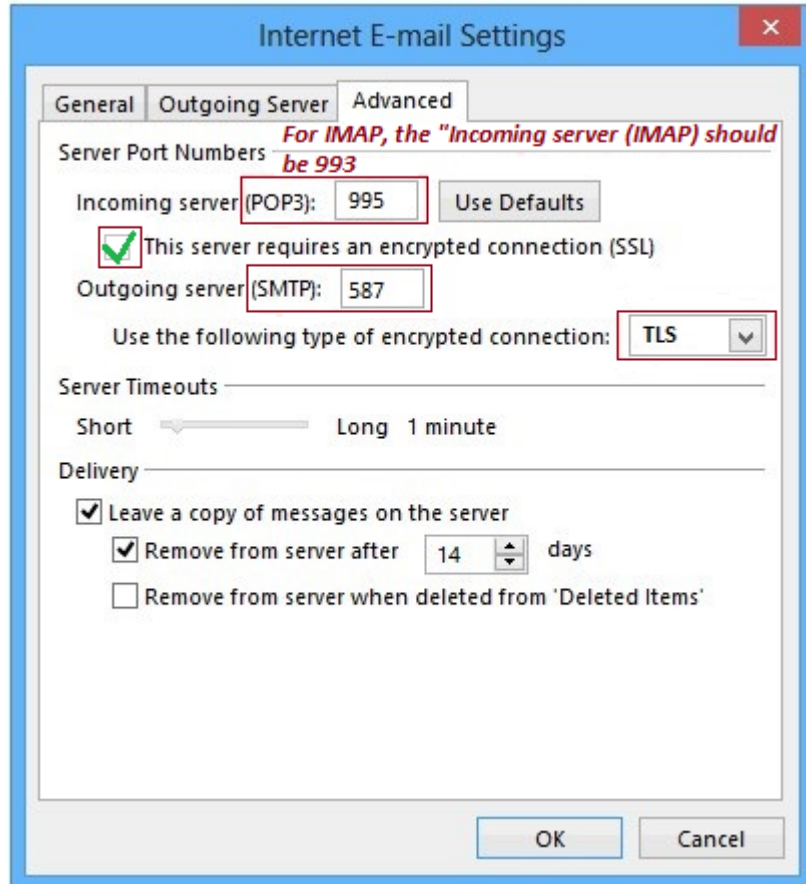 Internet E-mail Settings
General Outgoing Server Advanced
For IMAP, the "Incoming server (IMAP) should
Server Port Numbers be 993
Incoming server (POP3): 995 Use Defaults
This server requires an encrypted connection (SSL)
Outgoing server (SMTP): 587
Use the following type of encrypted connection: TLS
Server Timeouts
Short Long 1 minute
Delivery
Leave a copy of messages on the server
Remove from server after 14 days
Remove from server when deleted from 'Deleted Items'
OK Cancel